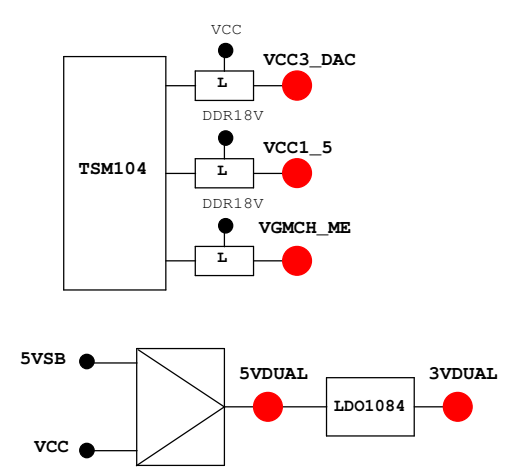 VCC
VCC3_DAC
L
DDR18V
VCC1_5
TSM104
L
DDR18V
VGMCH_ME
L
5VSB
5VDUAL
3VDUAL
LDO1084
VCC